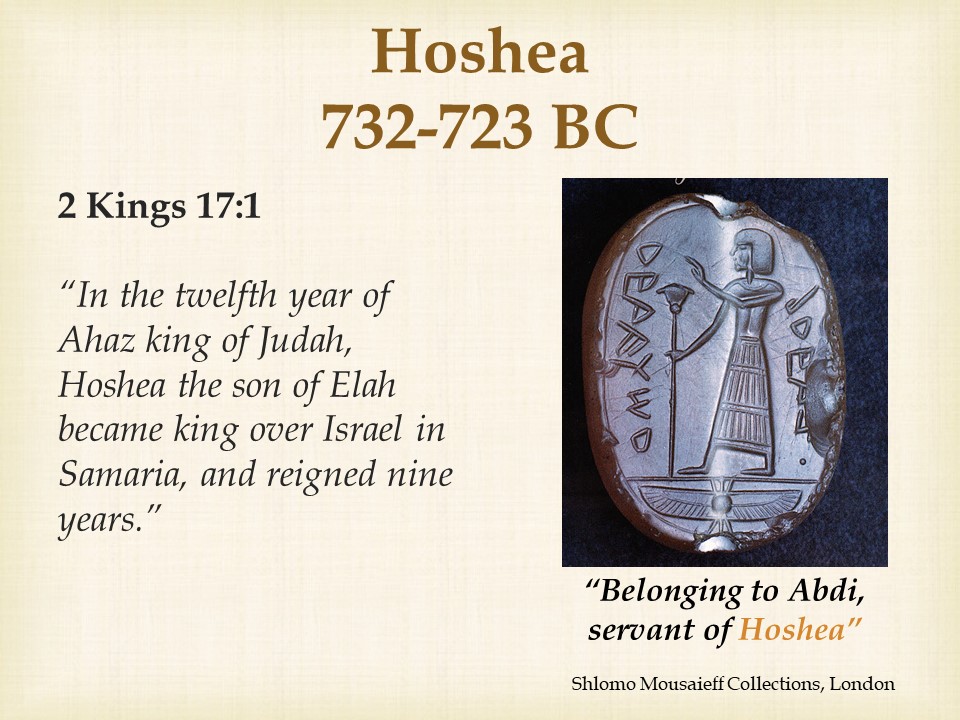 Hoshea
732-723 BC
2 Kings 17:1
“In the twelfth year of
Ahaz king of Judah,
Hoshea the son of Elah
became king over Israel in
Samaria, and reigned nine
years.”
“Belonging to Abdi,
servant of Hoshea”
Shlomo Mousaieff Collections, London